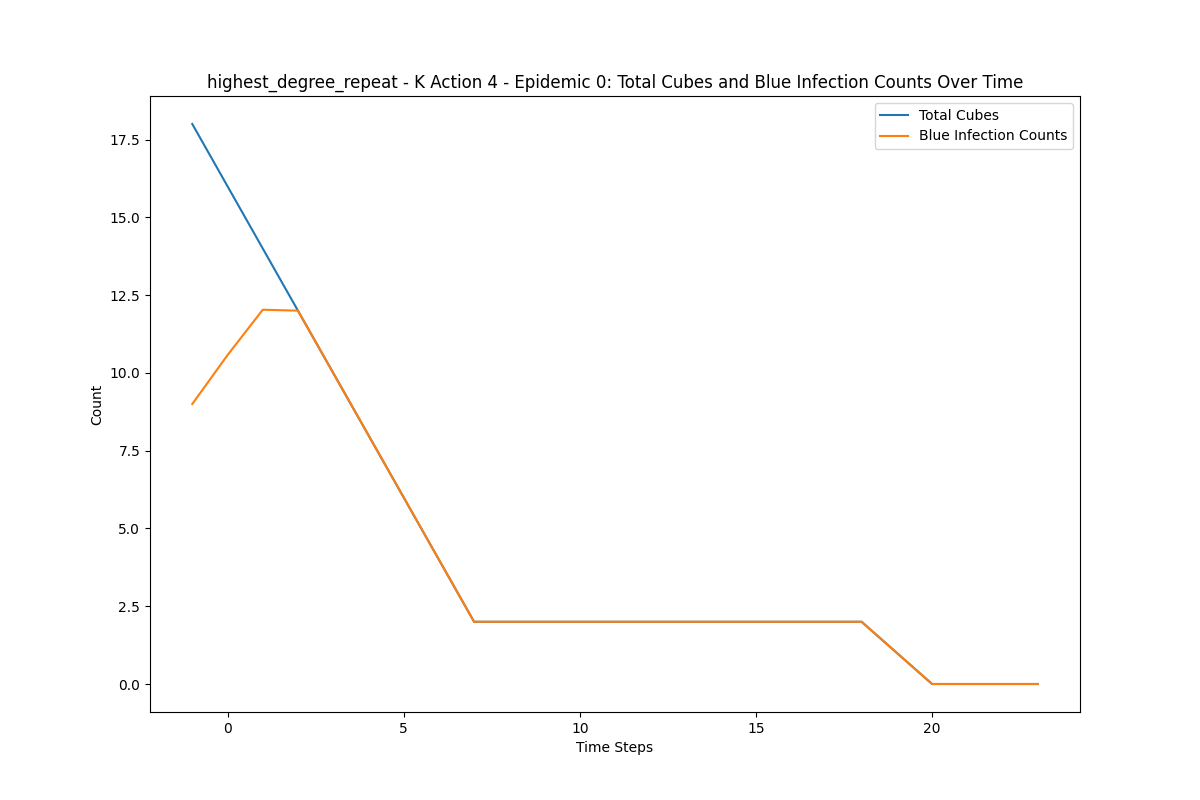 highest_degree_repeat - K Action 4 - Epidemic 0: Total Cubes and Blue Infection Counts Over Time
Total Cubes
Blue Infection Counts
17.5
15.0
12.5
10.0
7.5
5.0
2.5
0.0
Count
0 5 10 15 20
Time Steps